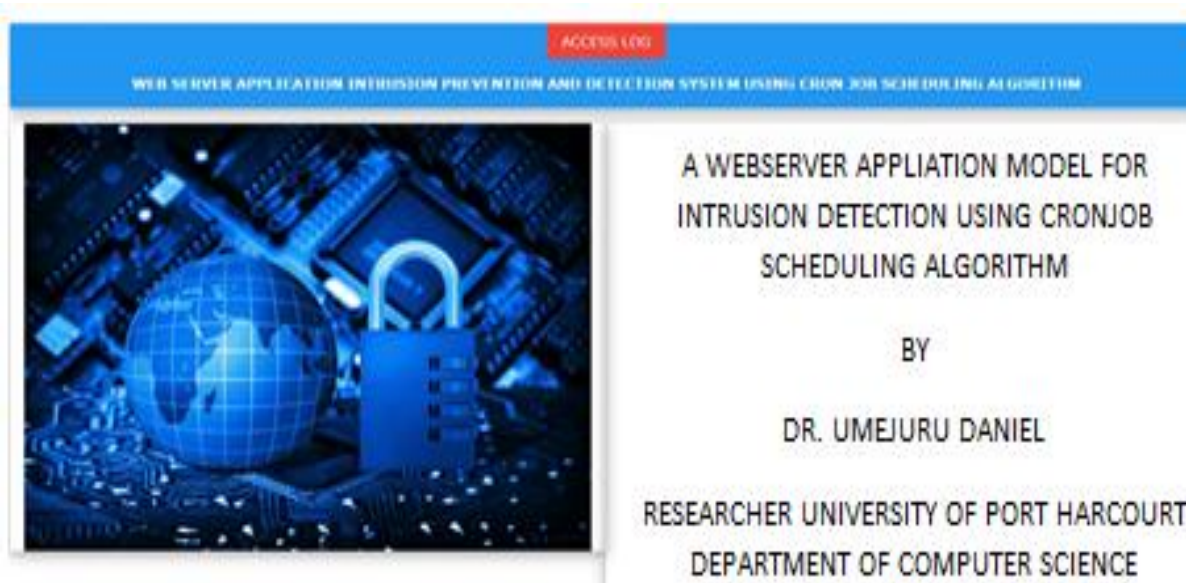 ACCESS LOG
WEB SERVER APPLICATION INTRUSION PREVENTION AND DETECTION SYSTEM USING CRON JOB SCHEDULING ALGORITHM
A WEBSERVER APPLIATION MODEL FOR
INTRUSION DETECTION USING CRONJOB
SCHEDULING ALGORITHM
BY
DR. UMEJURU DANIEL
RESEARCHER UNIVERSITY OF PORT HARCOURT
DEPARTMENT OF COMPUTER SCIENCE